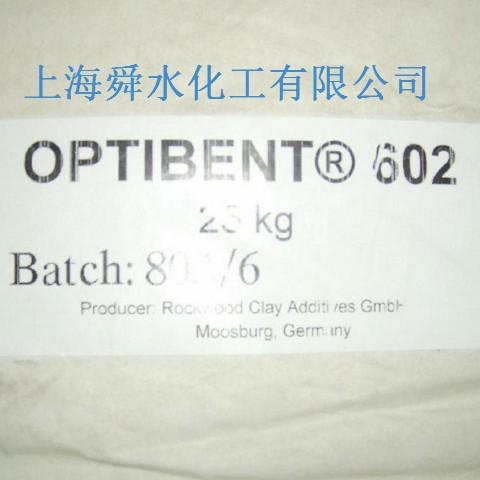 上海舜水化工有限公司
OPTIBENT® 602
25 kg
Batch:
Producer: Rockwood Clay Additives GmbH
Moosburg, Germany